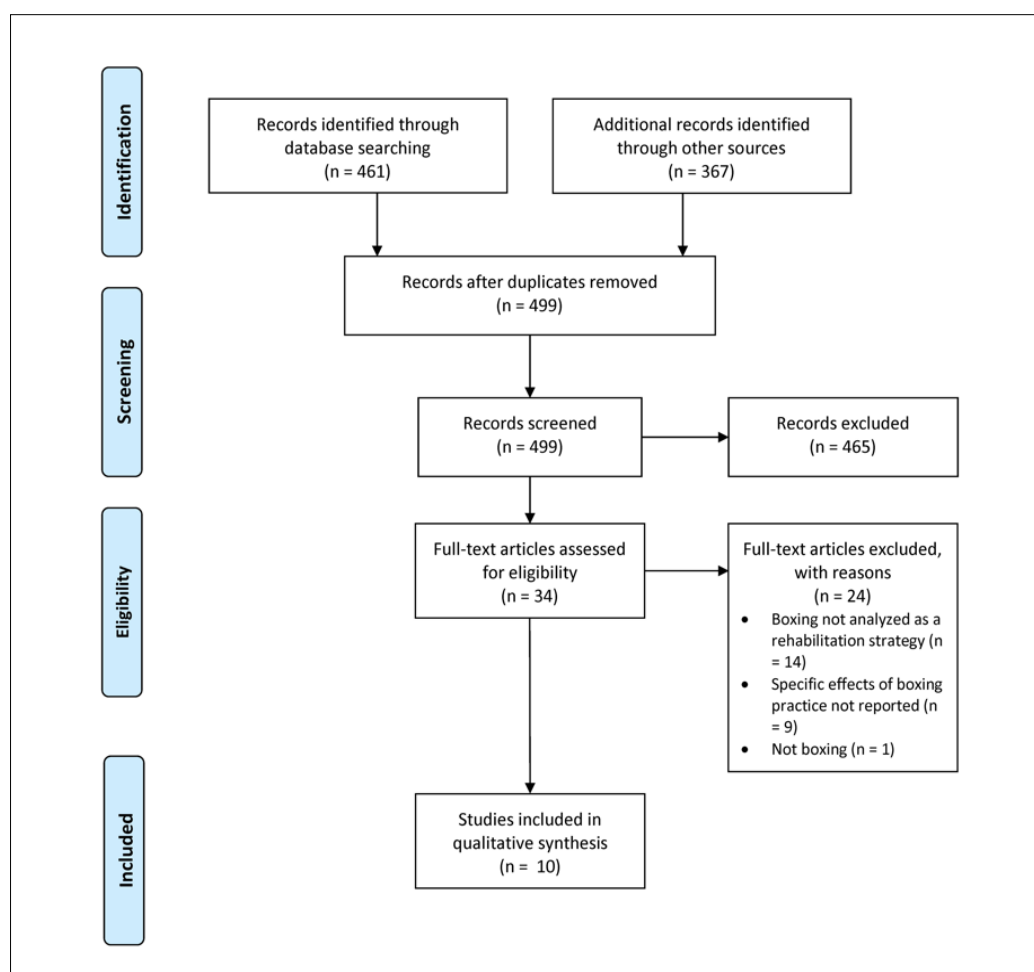 Identification
Records identified through
database searching
(n = 461)
Additional records identified
through other sources
(n = 367)
Records after duplicates removed
(n = 499)
Screening
Records screened
(n = 499)
Records excluded
(n = 465)
Eligibility
Full-text articles assessed
for eligibility
(n = 34)
Full-text articles excluded,
with reasons
(n = 24)
• Boxing not analyzed as a
rehabilitation strategy (n
= 14)
• Specific effects of boxing
practice not reported (n
= 9)
• Not boxing (n = 1)
Included
Studies included in
qualitative synthesis
(n = 10)